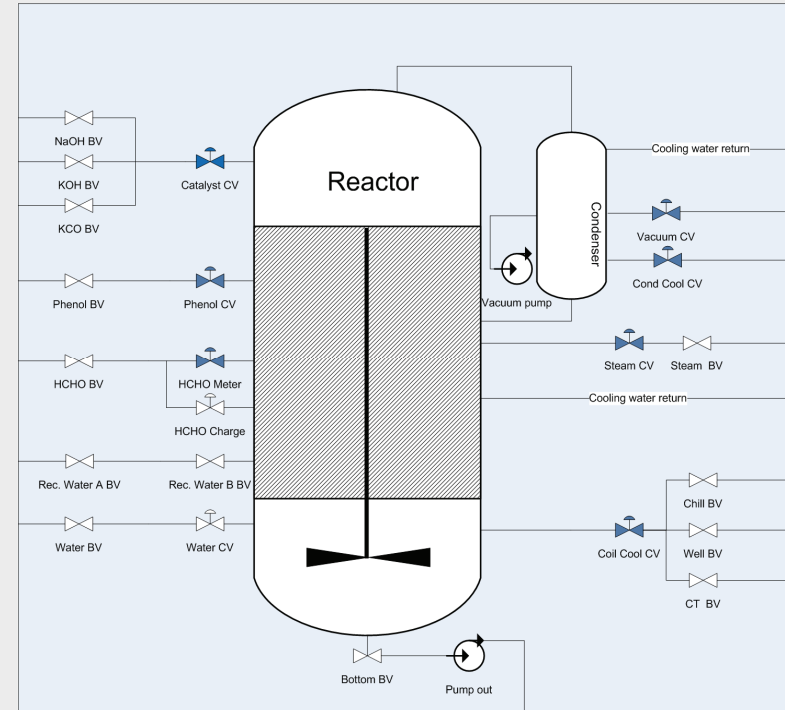 Cooling water return
NaOH BV
KOH BV
Catalyst CV
Reactor
Condenser
KCO BV
Vacuum CV
Cond Cool CV
Phenol BV
Phenol CV
Vacuum pump
Steam CV
Steam BV
HCHO BV
HCHO Meter
Cooling water return
HCHO Charge
Rec. Water A BV
Rec. Water B BV
Chill BV
Water BV
Water CV
Coil Cool CV
Well BV
CT BV
Bottom BV
Pump out